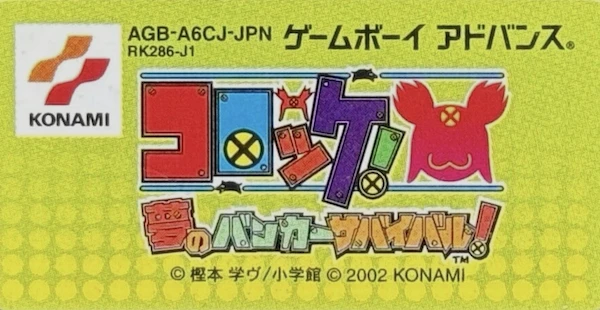 AGB-A6CJ-JPN ゲームボーイ アドバンス®
RK286-J1
KONAMI
コロッケ!
夢のバンカーサバイバル!
TM
© 樫本 学ヴ/小学館 © 2002 KONAMI